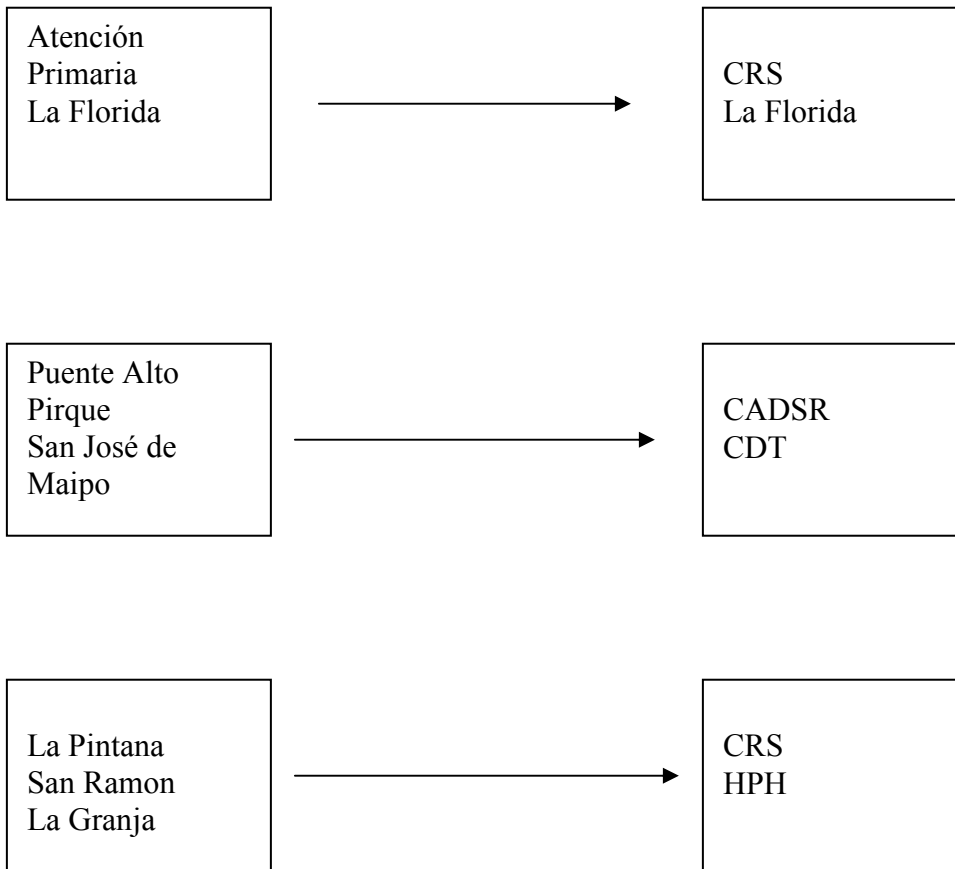 Atención
Primaria
La Florida
CRS
La Florida
Puente Alto
Pirque
San José de
Maipo
CADSR
CDT
La Pintana
San Ramon
La Granja
CRS
HPH